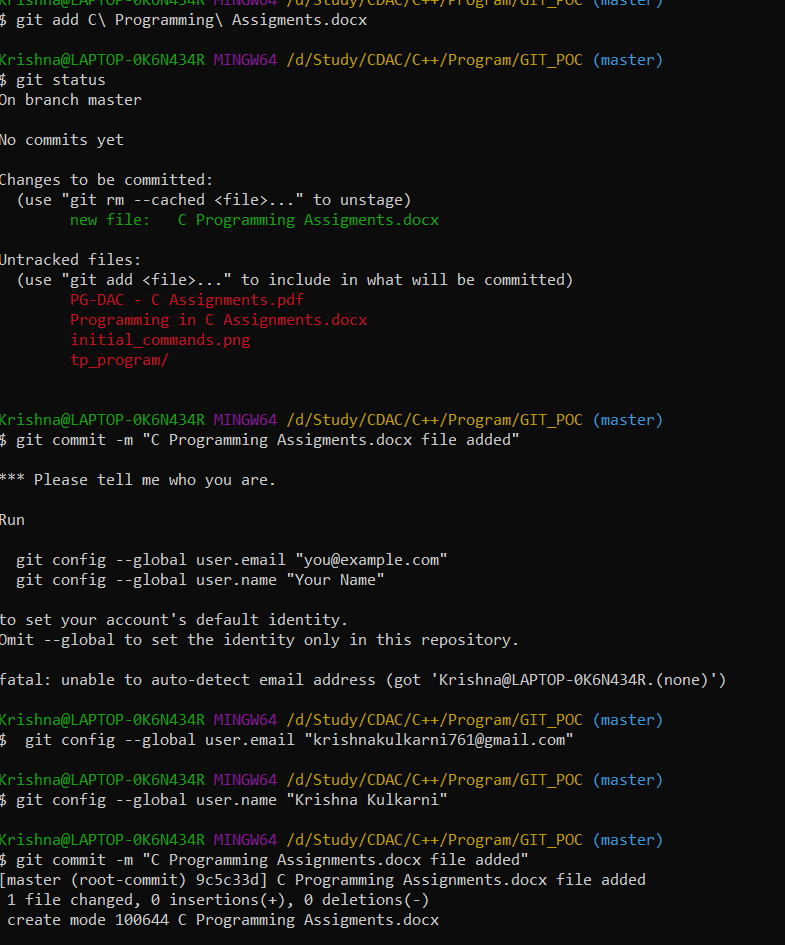 Krishna@LAPTOP-0K6N434R MINGW64 /d/Study/CDAC/C++/Program/GIT_POC (master)
$ git add C\ Programming\ Assigments.docx
Krishna@LAPTOP-0K6N434R MINGW64 /d/Study/CDAC/C++/Program/GIT_POC (master)
$ git status
On branch master
No commits yet
Changes to be committed:
(use "git rm --cached <file>..." to unstage)
new file:   C Programming Assigments.docx
Untracked files:
(use "git add <file>..." to include in what will be committed)
PG-DAC - C Assignments.pdf
Programming in C Assignments.docx
initial_commands.png
tp_program/
Krishna@LAPTOP-0K6N434R MINGW64 /d/Study/CDAC/C++/Program/GIT_POC (master)
$ git commit -m "C Programming Assigments.docx file added"
*** Please tell me who you are.
Run
git config --global user.email "you@example.com"
git config --global user.name "Your Name"
to set your account's default identity.
Omit --global to set the identity only in this repository.
fatal: unable to auto-detect email address (got 'Krishna@LAPTOP-0K6N434R.(none)')
Krishna@LAPTOP-0K6N434R MINGW64 /d/Study/CDAC/C++/Program/GIT_POC (master)
$  git config --global user.email "krishnakulkarni761@gmail.com"
Krishna@LAPTOP-0K6N434R MINGW64 /d/Study/CDAC/C++/Program/GIT_POC (master)
$ git config --global user.name "Krishna Kulkarni"
Krishna@LAPTOP-0K6N434R MINGW64 /d/Study/CDAC/C++/Program/GIT_POC (master)
$ git commit -m "C Programming Assignments.docx file added"
[master (root-commit) 9c5c33d] C Programming Assignments.docx file added
1 file changed, 0 insertions(+), 0 deletions(-)
create mode 100644 C Programming Assigments.docx